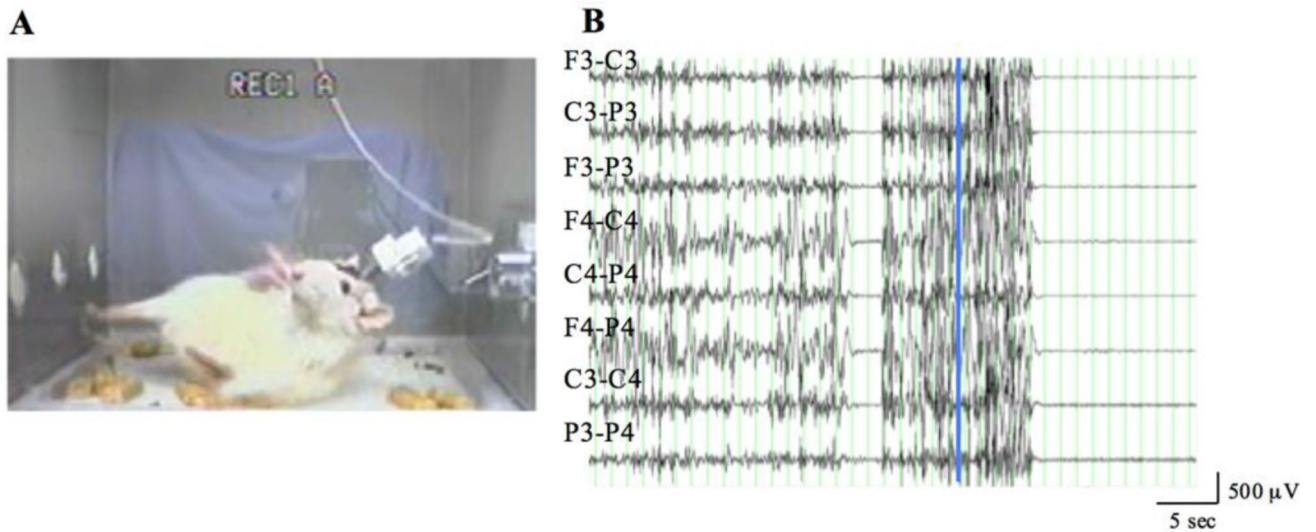 A
REC1 A
B
F3-C3
C3-P3
F3-P3
F4-C4
C4-P4
F4-P4
C3-C4
P3-P4
500 μV
5 sec